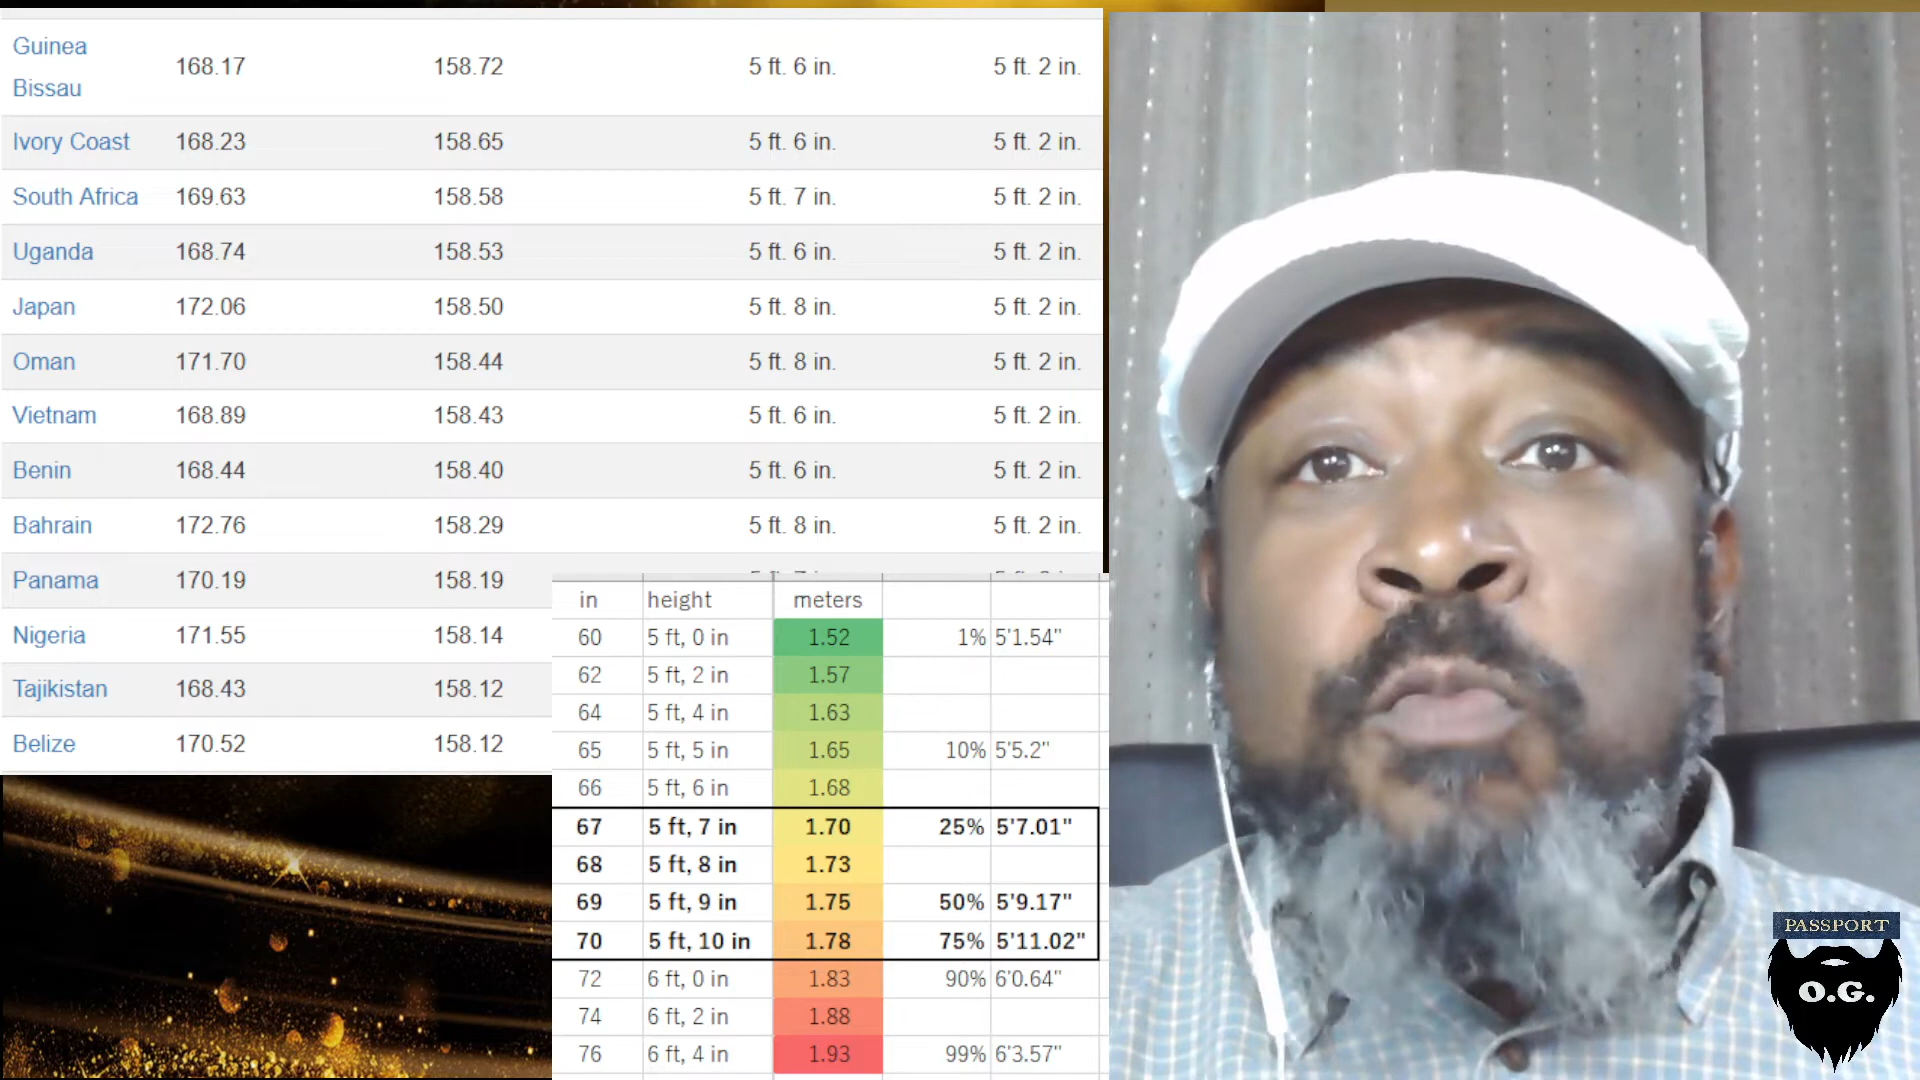 Guinea
Bissau 168.17 158.72 5 ft. 6 in. 5 ft. 2 in.
Ivory Coast 168.23 158.65 5 ft. 6 in. 5 ft. 2 in.
South Africa 169.63 158.58 5 ft. 7 in. 5 ft. 2 in.
Uganda 168.74 158.53 5 ft. 6 in. 5 ft. 2 in.
Japan 172.06 158.50 5 ft. 8 in. 5 ft. 2 in.
Oman 171.70 158.44 5 ft. 8 in. 5 ft. 2 in.
Vietnam 168.89 158.43 5 ft. 6 in. 5 ft. 2 in.
Benin 168.44 158.40 5 ft. 6 in. 5 ft. 2 in.
Bahrain 172.76 158.29 5 ft. 8 in. 5 ft. 2 in.
Panama 170.19 158.19
Nigeria 171.55 158.14
Tajikistan 168.43 158.12
Belize 170.52 158.12
in height meters
60 5 ft, 0 in 1.52 1% 5'1.54"
62 5 ft, 2 in 1.57
64 5 ft, 4 in 1.63
65 5 ft, 5 in 1.65 10% 5'5.2"
66 5 ft, 6 in 1.68
67 5 ft, 7 in 1.70 25% 5'7.01"
68 5 ft, 8 in 1.73
69 5 ft, 9 in 1.75 50% 5'9.17"
70 5 ft, 10 in 1.78 75% 5'11.02"
72 6 ft, 0 in 1.83 90% 6'0.64"
74 6 ft, 2 in 1.88
76 6 ft, 4 in 1.93 99% 6'3.57"
PASSPORT
O.G.